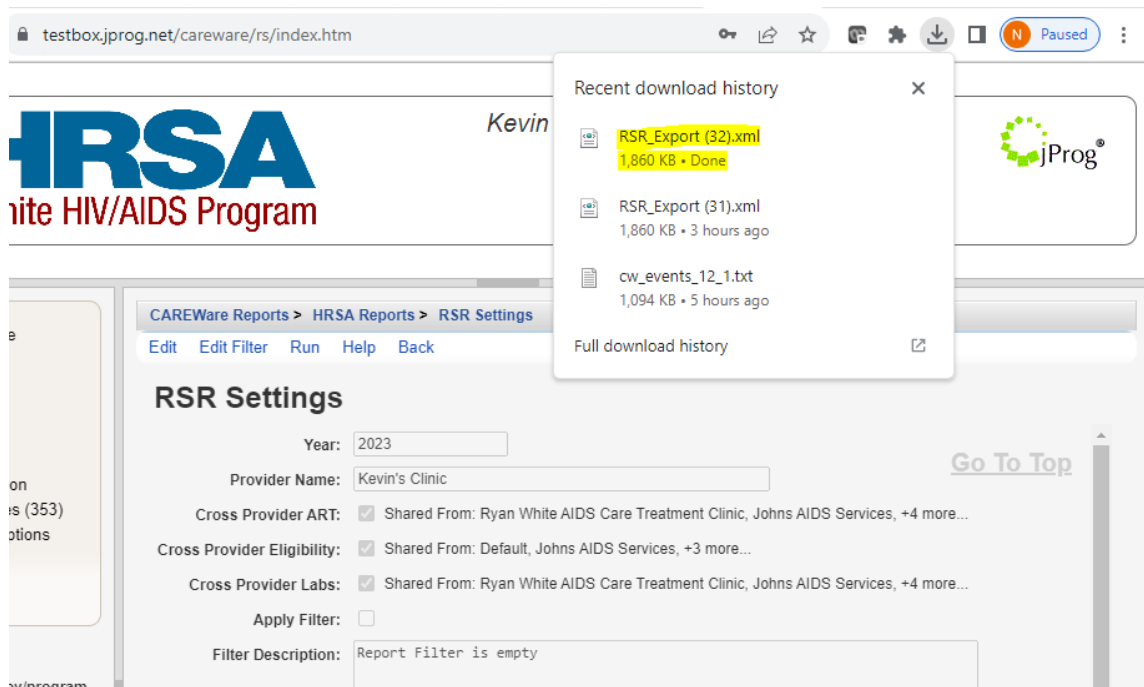 testbox.jprog.net/careware/rs/index.htm
N Paused
Recent download history
RSR_Export (32).xml
1,860 KB • Done
RSR_Export (31).xml
1,860 KB • 3 hours ago
cw_events_12_1.txt
1,094 KB • 5 hours ago
Full download history
HRSA
hite HIV/AIDS Program
Kevin
jProg®
e
on
es (353)
ptions
ov/program
CAREWare Reports > HRSA Reports > RSR Settings
Edit Edit Filter Run Help Back
RSR Settings
Go To Top
Year: 2023
Provider Name: Kevin's Clinic
Cross Provider ART: Shared From: Ryan White AIDS Care Treatment Clinic, Johns AIDS Services, +4 more...
Cross Provider Eligibility: Shared From: Default, Johns AIDS Services, +3 more...
Cross Provider Labs: Shared From: Ryan White AIDS Care Treatment Clinic, Johns AIDS Services, +4 more...
Apply Filter:
Filter Description: Report Filter is empty